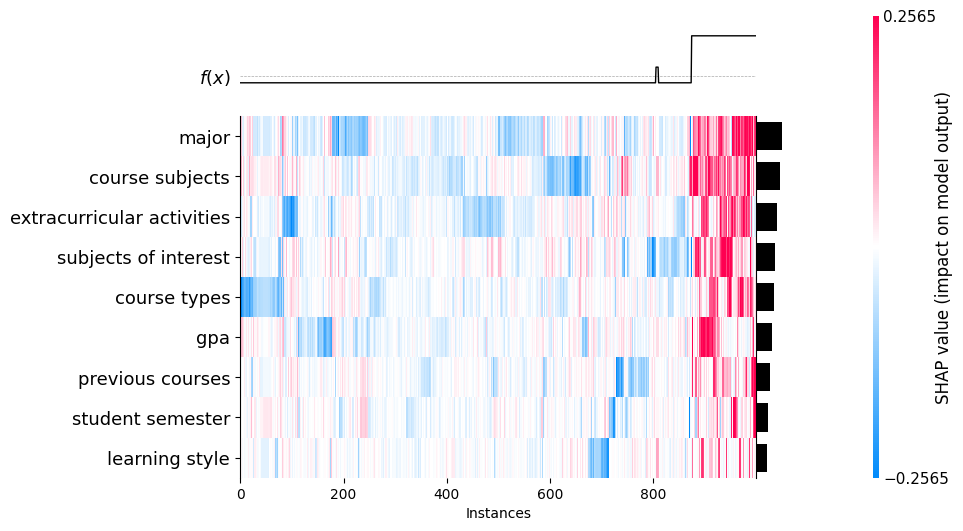 0.2565
f(x)
major
course subjects
extracurricular activities
subjects of interest
course types
gpa
previous courses
student semester
learning style
SHAP value (impact on model output)
−0.2565
0 200 400 600 800
Instances